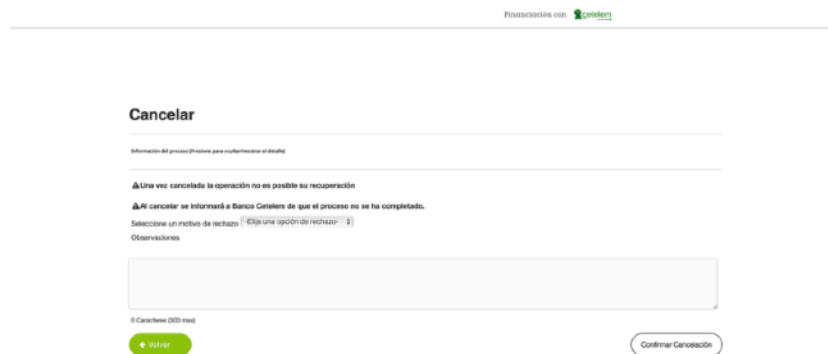 Financiación con cetelem
Cancelar
Información del proceso (Presione para ocultar/mostrar el detalle)
Una vez cancelada la operación no es posible su recuperación
Al cancelar se informará a Banco Cetelem de que el proceso no se ha completado.
Seleccione un motivo de rechazo -Elija una opción de rechazo-
Observaciones
0 Caracteres (300 max)
Volver
Confirmar Cancelación